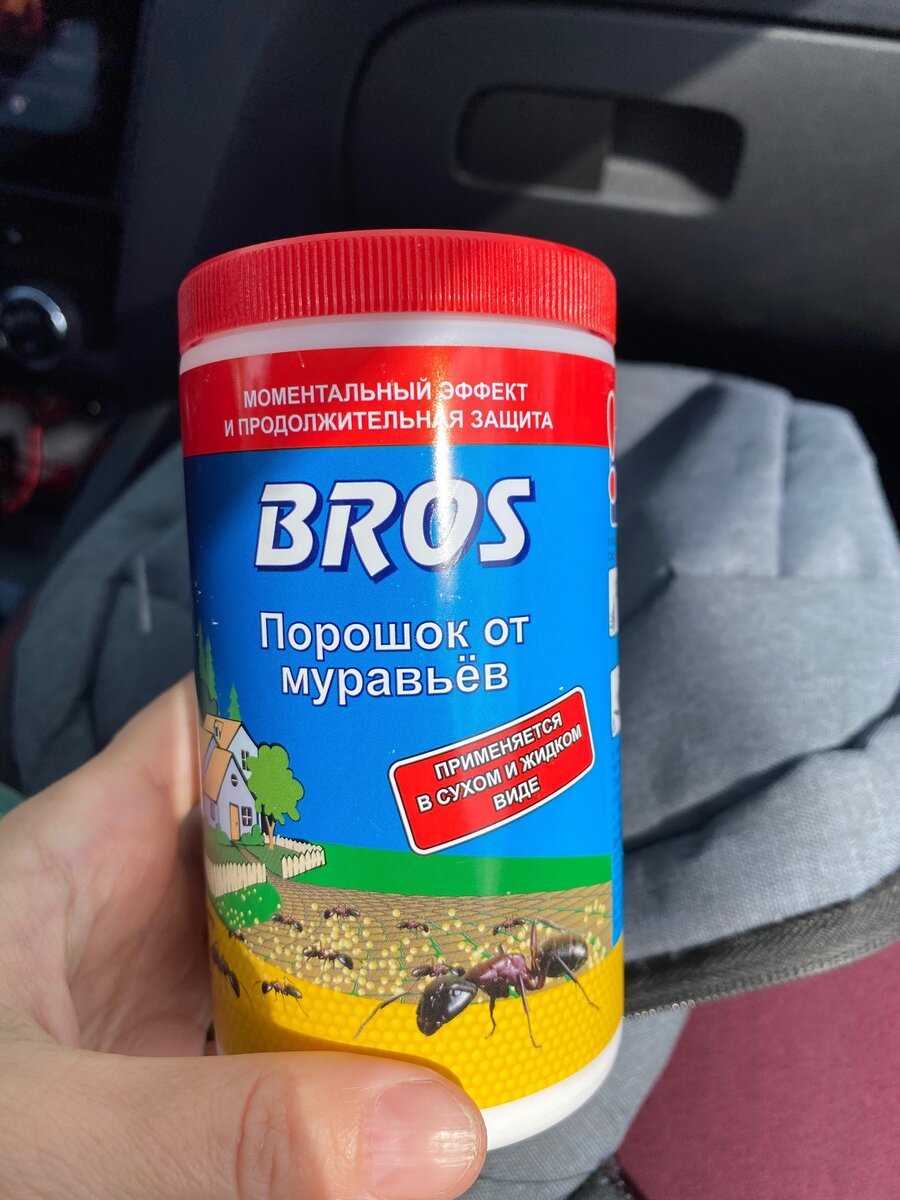 МОМЕНТАЛЬНЫЙ ЭФФЕКТ
И ПРОДОЛЖИТЕЛЬНАЯ ЗАЩИТА
BROS
Порошок от
муравьёв
ПРИМЕНЯЕТСЯ
В СУХОМ И ЖИДКОМ
ВИДЕ